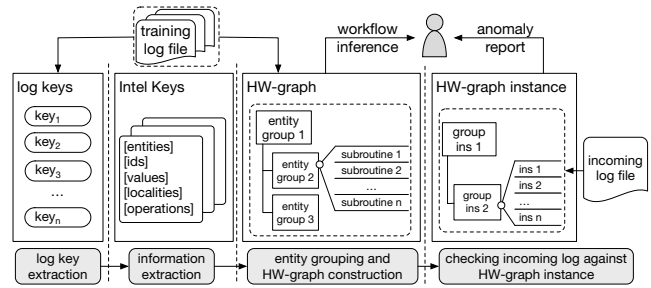 training
log file
workflow
inference
anomaly
report
log keys
key1
key2
key3
...
keyn
Intel Keys
[entities]
[ids]
[values]
[localities]
[operations]
HW-graph
entity
group 1
entity
group 2
entity
group 3
subroutine 1
subroutine 2
...
subroutine n
HW-graph instance
group
ins 1
group
ins 2
ins 1
ins 2
...
ins n
incoming
log file
log key
extraction
information
extraction
entity grouping and
HW-graph construction
checking incoming log against
HW-graph instance